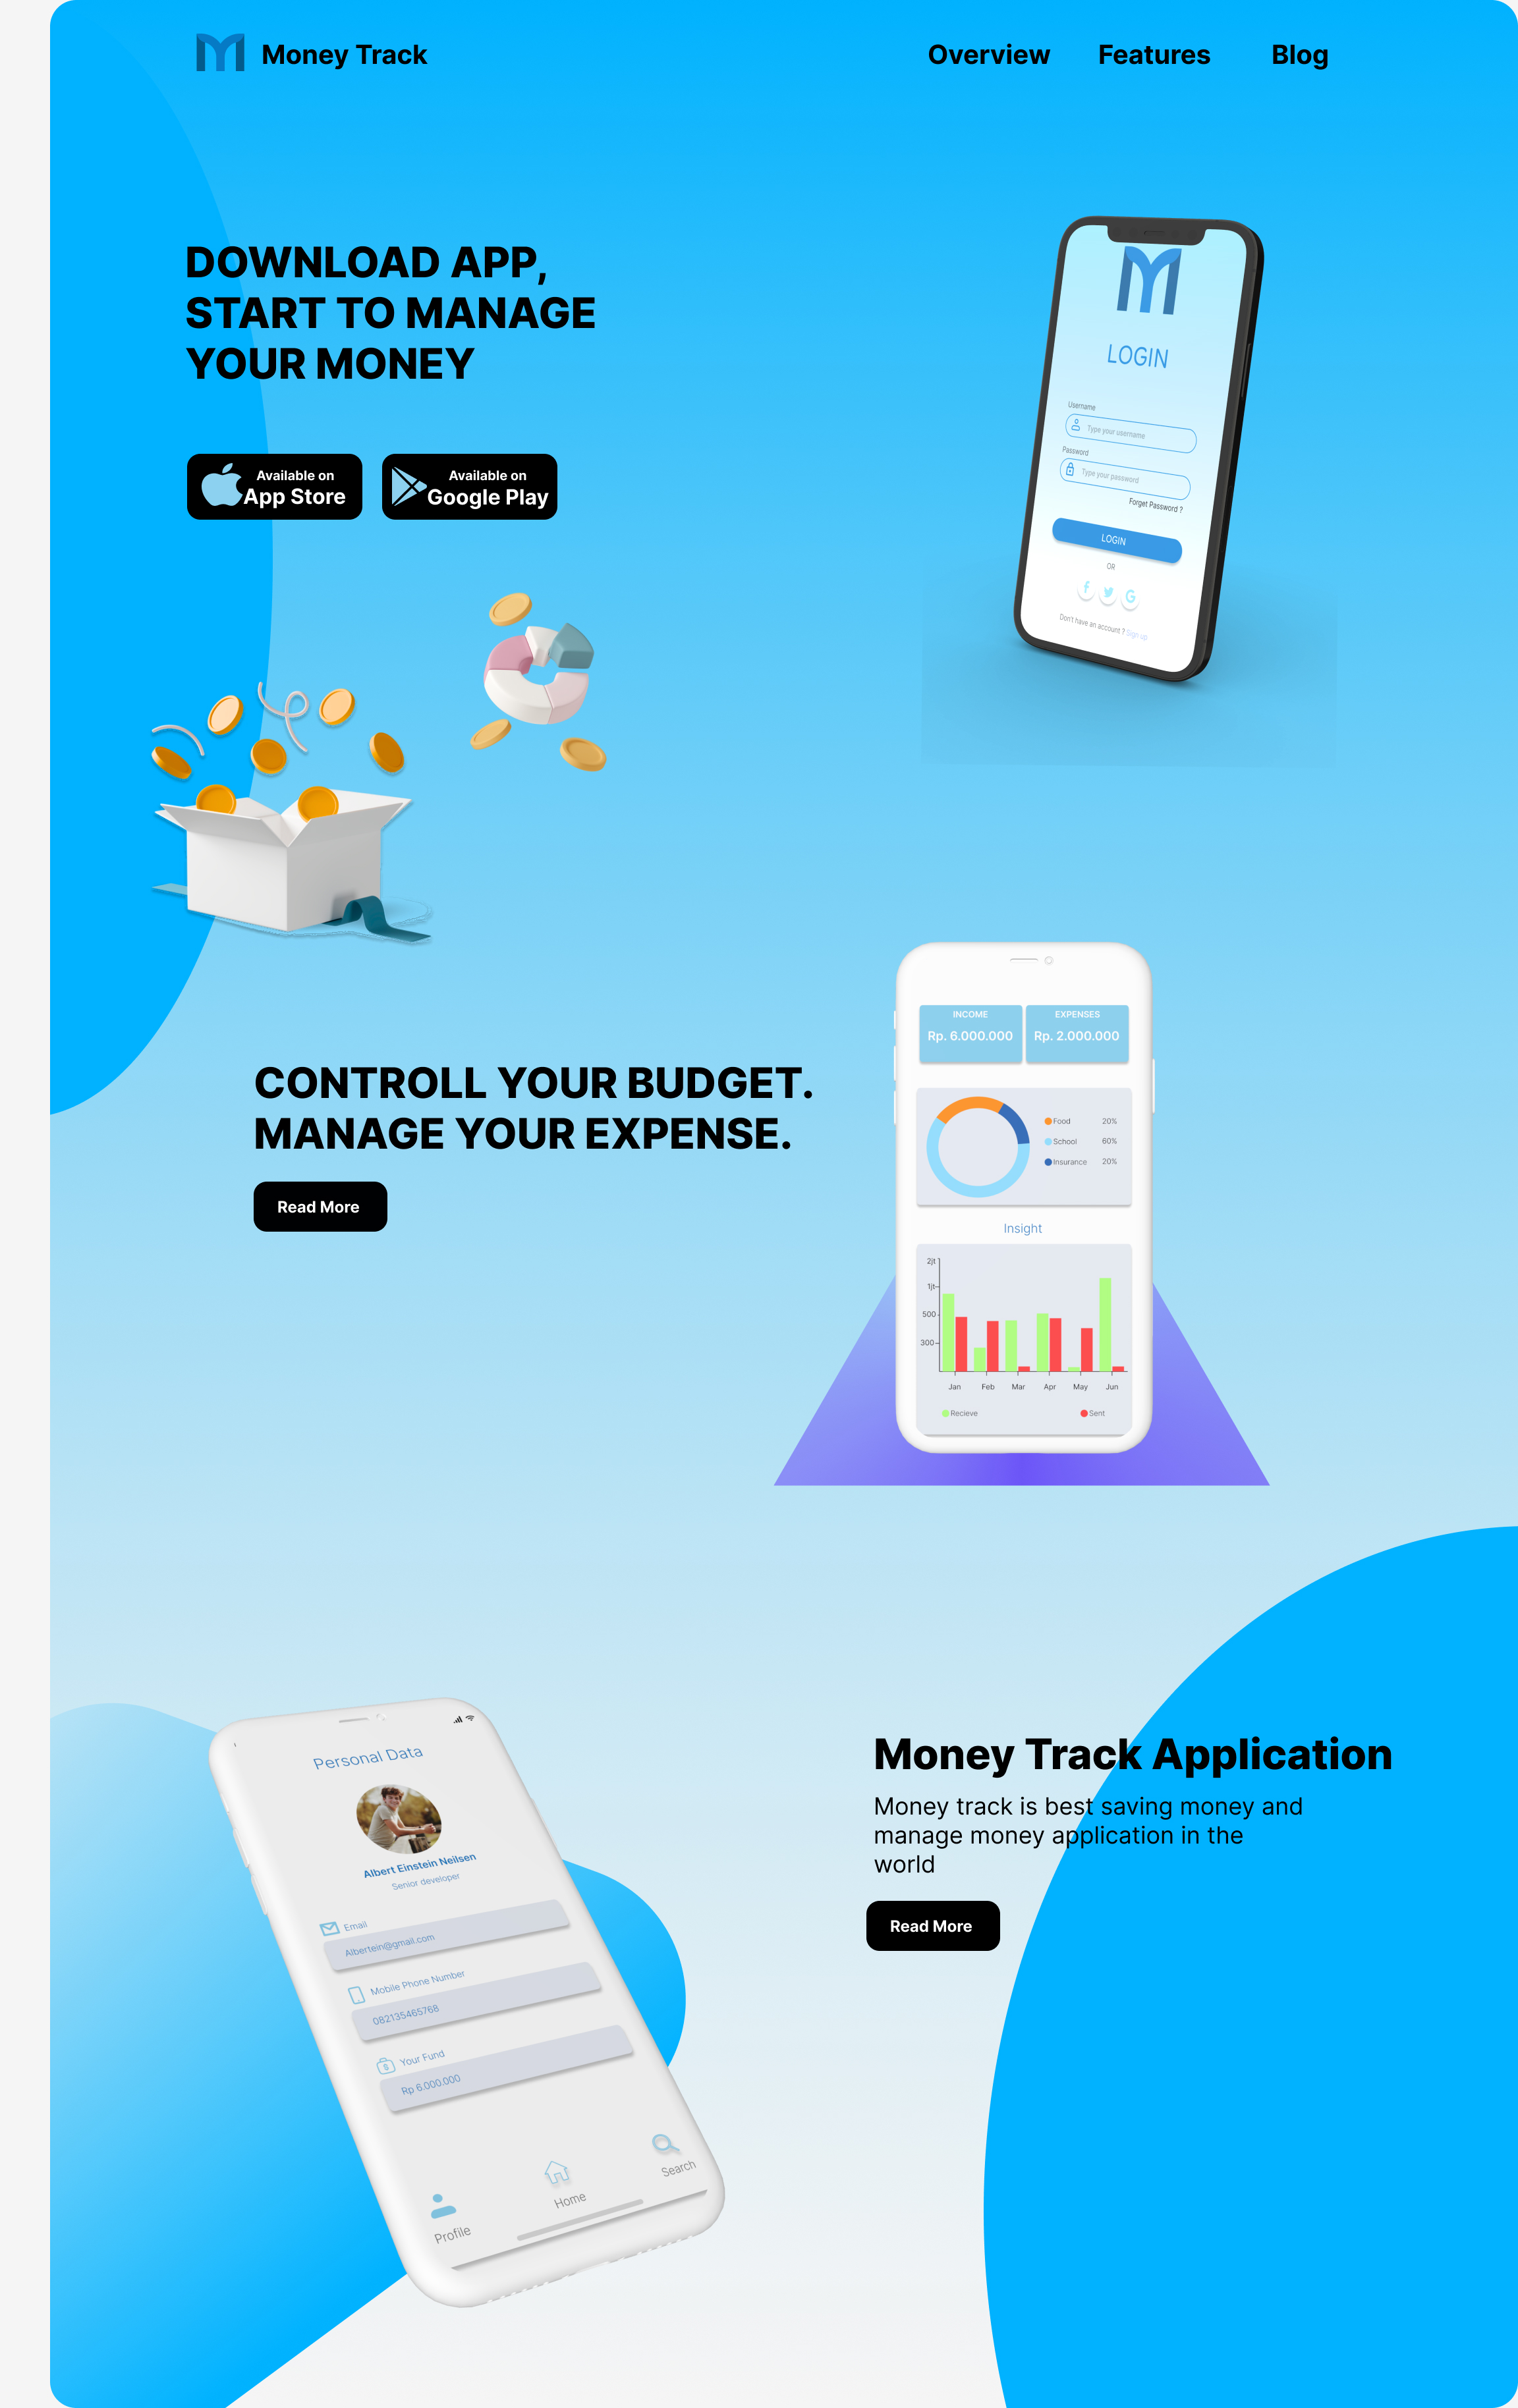 Money Track
Overview
Features
Blog
DOWNLOAD APP,
START TO MANAGE
YOUR MONEY
Available on
App Store
Available on
Google Play
LOGIN
Username
Type your username
Password
Type your password
Forget Password ?
LOGIN
OR
Don't have an account ? Sign up
CONTROLL YOUR BUDGET.
MANAGE YOUR EXPENSE.
Read More
INCOME
Rp. 6.000.000
EXPENSES
Rp. 2.000.000
Food 20%
School 60%
Insurance 20%
Insight
2jt
1jt
500
300
Jan Feb Mar Apr May Jun
Recieve
Sent
Personal Data
Albert Einstein Neilsen
Senior developer
Email
Albertein@gmail.com
Mobile Phone Number
082135465768
Your Fund
Rp 6.000.000
Profile
Home
Search
Money Track Application
Money track is best saving money and
manage money application in the
world
Read More